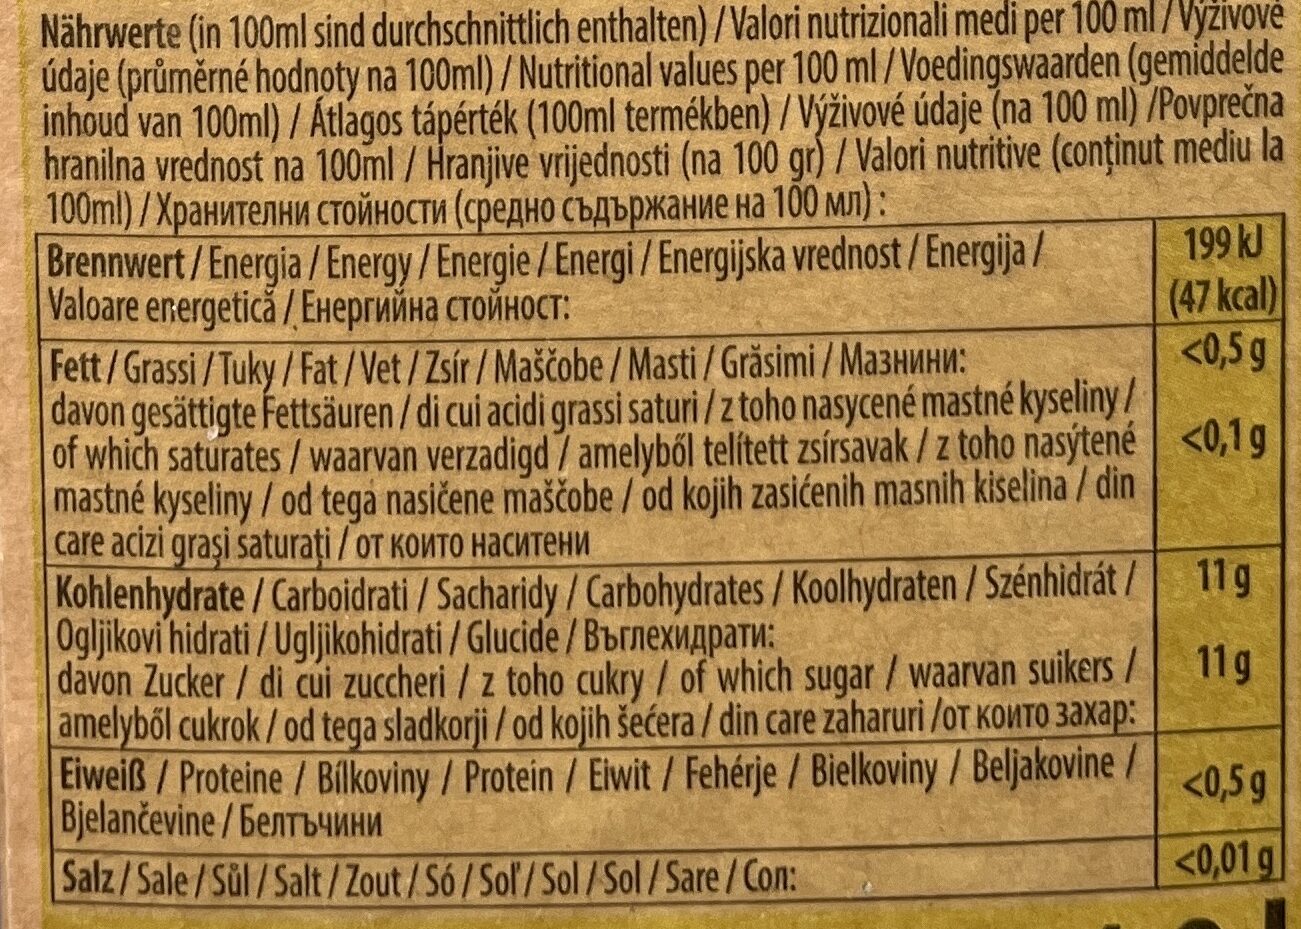 Nährwerte (in 100ml sind durchschnittlich enthalten) / Valori nutrizionali medi per 100 ml / Výživové
údaje (průměrné hodnoty na 100ml) / Nutritional values per 100 ml / Voedingswaarden (gemiddelde
inhoud van 100ml) / Átlagos tápérték (100ml termékben) / Výživové údaje (na 100 ml) /Povprečna
hranilna vrednost na 100ml / Hranjive vrijednosti (na 100 gr) / Valori nutritive (conținut mediu la
100ml) / Хранителни стойности (средно съдържание на 100 мл) :
Brennwert / Energia / Energy / Energie / Energi / Energijska vrednost / Energija /
Valoare energetică / Енергийна стойност:
199 kJ
(47 kcal)
Fett / Grassi / Tuky / Fat / Vet / Zsír / Maščobe / Masti / Grăsimi / Мазнини:
<0,5 g
davon gesättigte Fettsäuren / di cui acidi grassi saturi / z toho nasycené mastné kyseliny /
of which saturates / waarvan verzadigd / amelyből telített zsírsavak / z toho nasýtené
mastné kyseliny / od tega nasičene maščobe / od kojih zasićenih masnih kiselina / din
care acizi grași saturați / от които наситени
<0,1 g
Kohlenhydrate / Carboidrati / Sacharidy / Carbohydrates / Koolhydraten / Szénhidrát /
Ogljikovi hidrati / Ugljikohidrati / Glucide / Въглехидрати:
11 g
davon Zucker / di cui zuccheri / z toho cukry / of which sugar / waarvan suikers /
amelyből cukrok / od tega sladkorji / od kojih šećera / din care zaharuri /от които захар:
11 g
Eiweiß / Proteine / Bílkoviny / Protein / Eiwit / Fehérje / Bielkoviny / Beljakovine /
Bjelančevine / Белтъчини
<0,5 g
Salz / Sale / Sůl / Salt / Zout / Só / Soľ / Sol / Sol / Sare / Сол:
<0,01 g